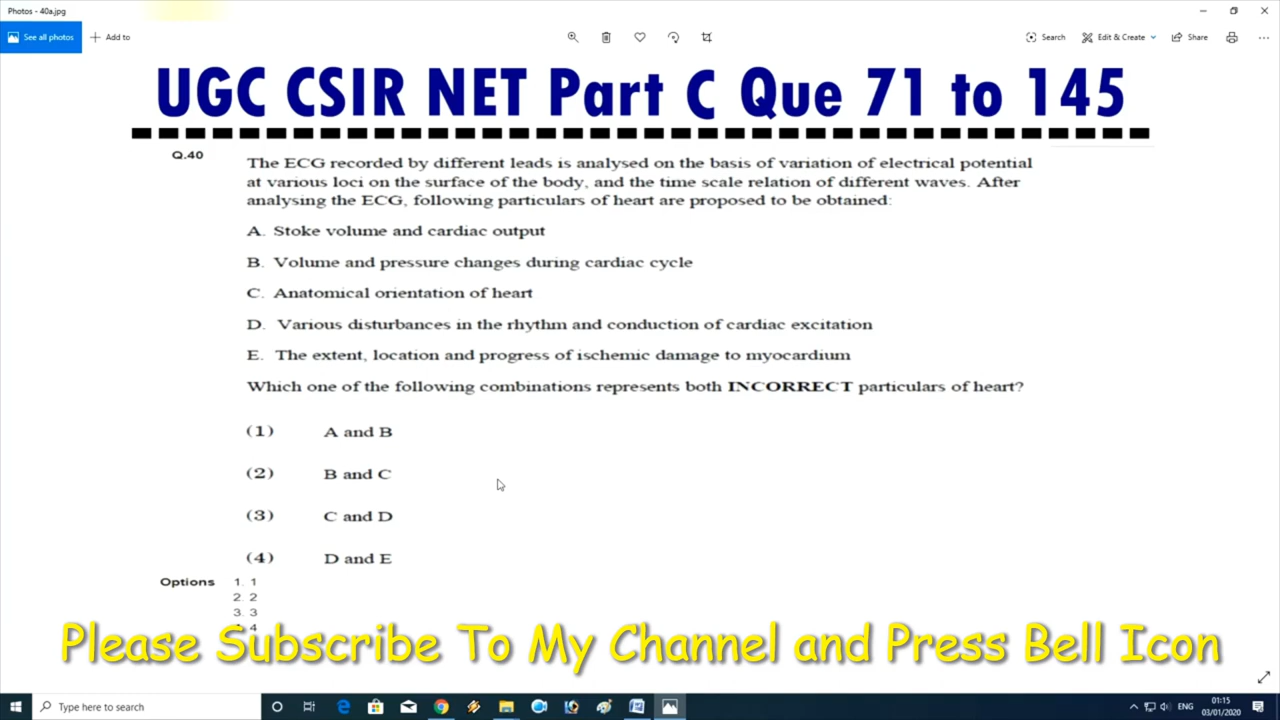 Photos - 40a.jpg
See all photos
Add to
Search
Edit & Create
Share
UGC CSIR NET Part C Que 71 to 145
Q.40
The ECG recorded by different leads is analysed on the basis of variation of electrical potential
at various loci on the surface of the body, and the time scale relation of different waves. After
analysing the ECG, following particulars of heart are proposed to be obtained:
A. Stoke volume and cardiac output
B. Volume and pressure changes during cardiac cycle
C. Anatomical orientation of heart
D. Various disturbances in the rhythm and conduction of cardiac excitation
E. The extent, location and progress of ischemic damage to myocardium
Which one of the following combinations represents both INCORRECT particulars of heart?
(1) A and B
(2) B and C
(3) C and D
(4) D and E
Options 1. 1
2. 2
3. 3
4
Please Subscribe To My Channel and Press Bell Icon
Type here to search
ENG
01:15
03/01/2020